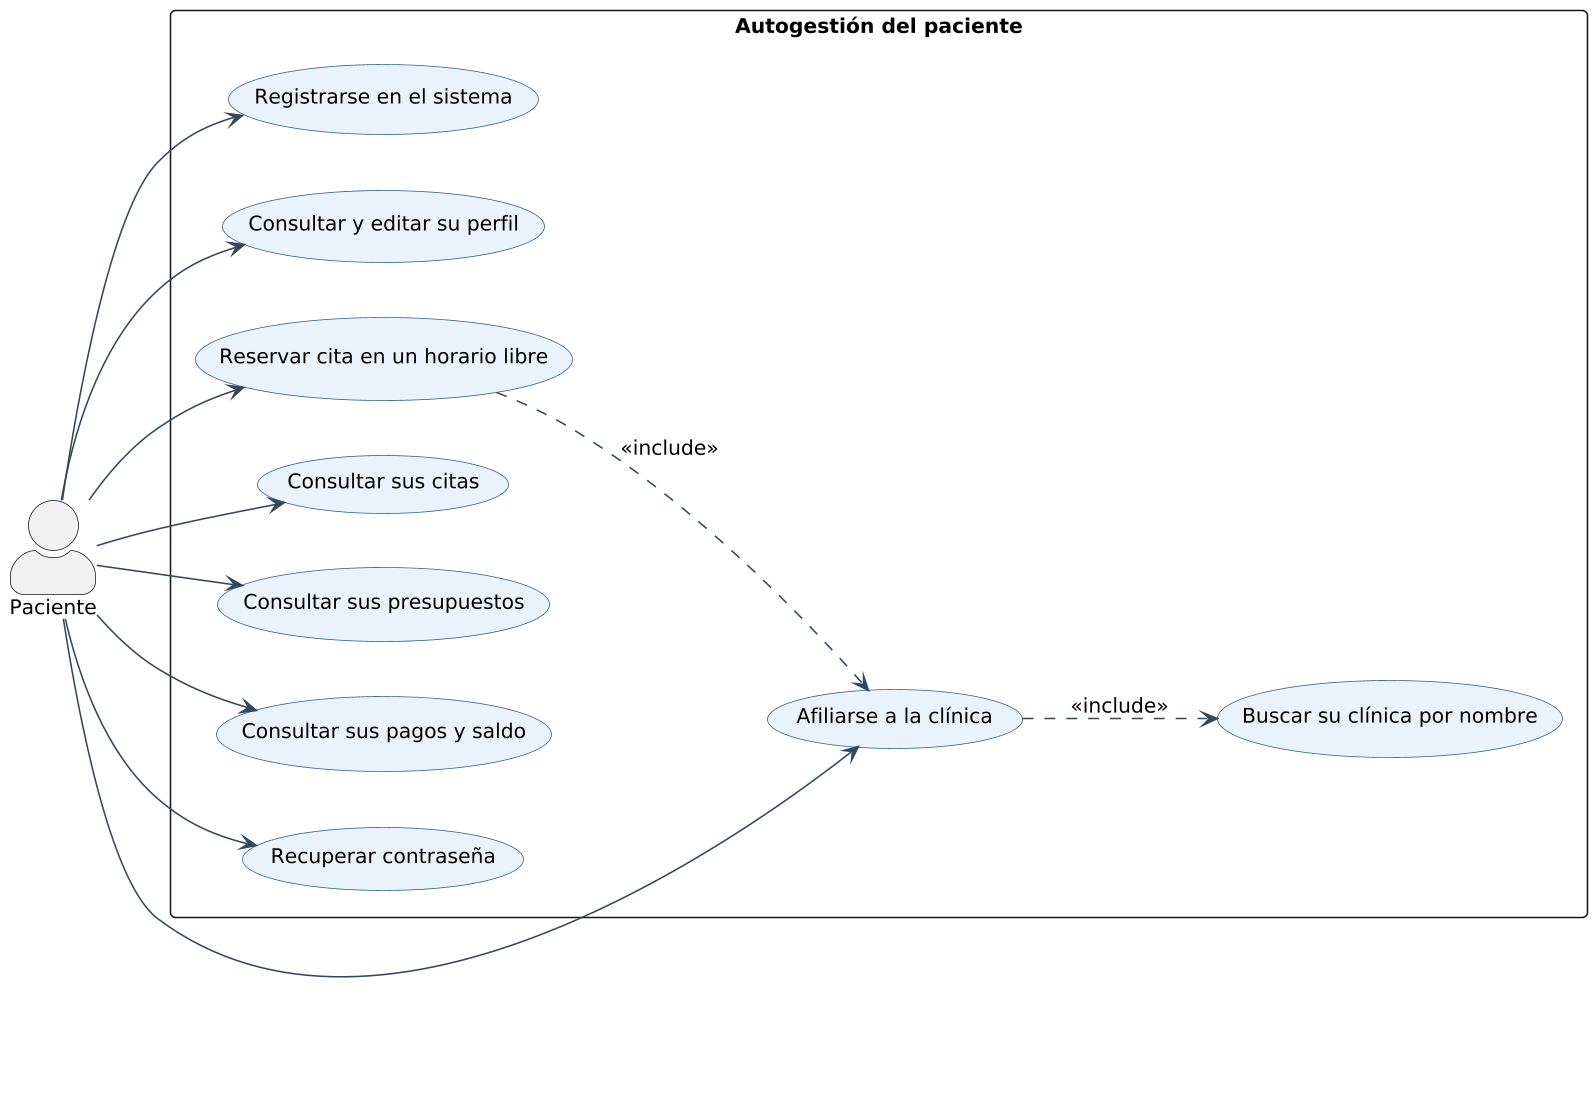 Autogestión del paciente
Registrarse en el sistema
Consultar y editar su perfil
Reservar cita en un horario libre
«include»
Consultar sus citas
Consultar sus presupuestos
Paciente
Afiliarse a la clínica
«include»
Buscar su clínica por nombre
Consultar sus pagos y saldo
Recuperar contraseña